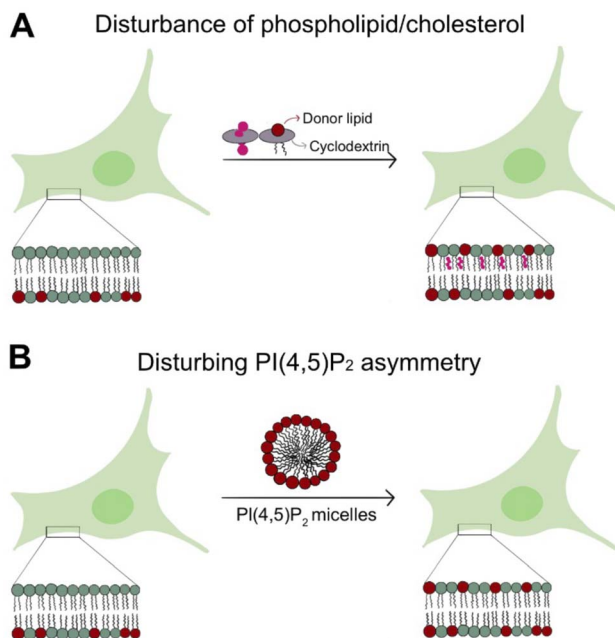 A
Disturbance of phospholipid/cholesterol
Donor lipid
Cyclodextrin
B
Disturbing PI(4,5)P₂ asymmetry
PI(4,5)P₂ micelles